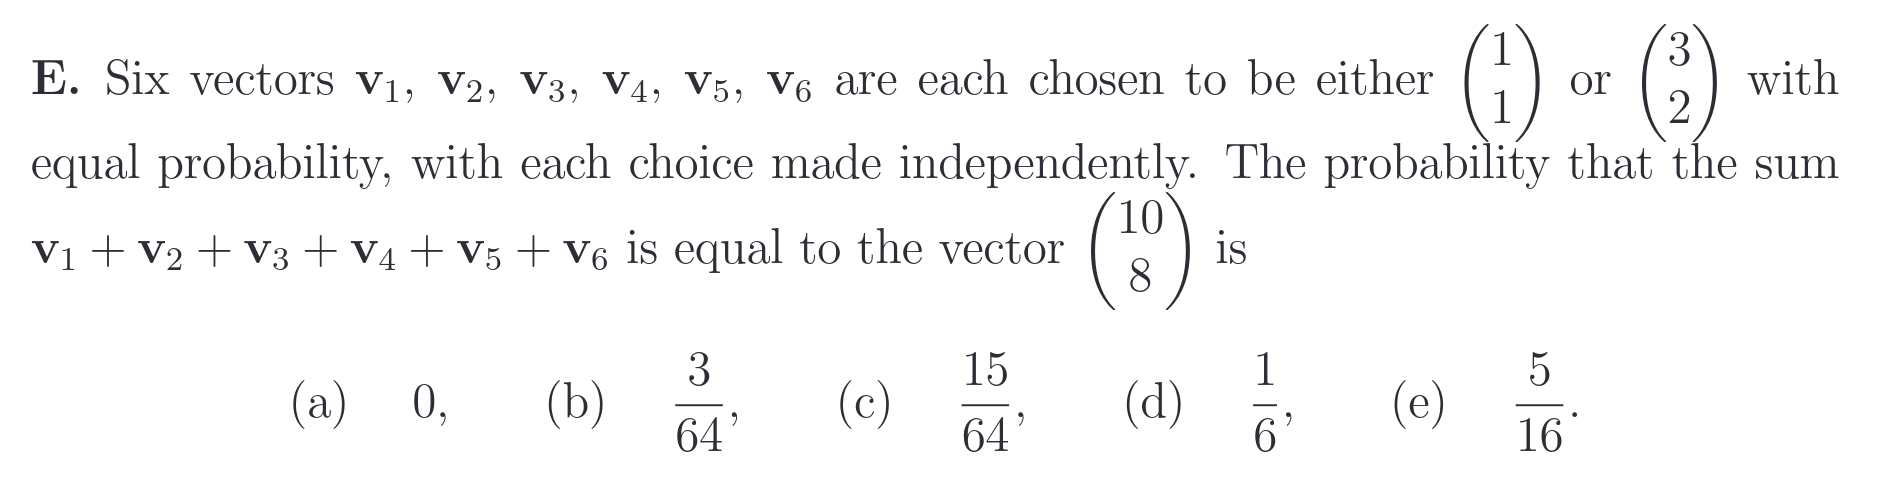 E. Six vectors v₁, v₂, v₃, v₄, v₅, v₆ are each chosen to be either (1 1) or (3 2) with
equal probability, with each choice made independently. The probability that the sum
v₁ + v₂ + v₃ + v₄ + v₅ + v₆ is equal to the vector (10 8) is
(a) 0, (b) 3/64, (c) 15/64, (d) 1/6, (e) 5/16.